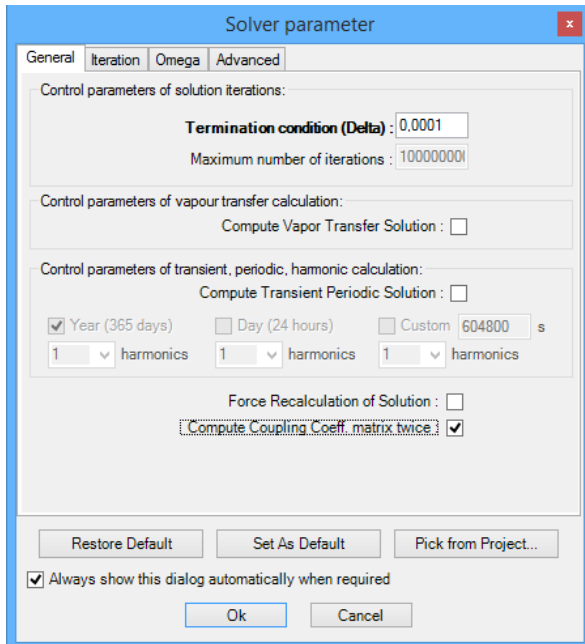 Solver parameter
x
General Iteration Omega Advanced
Control parameters of solution iterations:
Termination condition (Delta) : 0,0001
Maximum number of iterations : 10000000
Control parameters of vapour transfer calculation:
Compute Vapor Transfer Solution :
Control parameters of transient, periodic, harmonic calculation:
Compute Transient Periodic Solution :
Year (365 days) Day (24 hours) Custom 604800 s
1 harmonics 1 harmonics 1 harmonics
Force Recalculation of Solution :
Compute Coupling Coeff. matrix twice :
Restore Default Set As Default Pick from Project...
Always show this dialog automatically when required
Ok Cancel